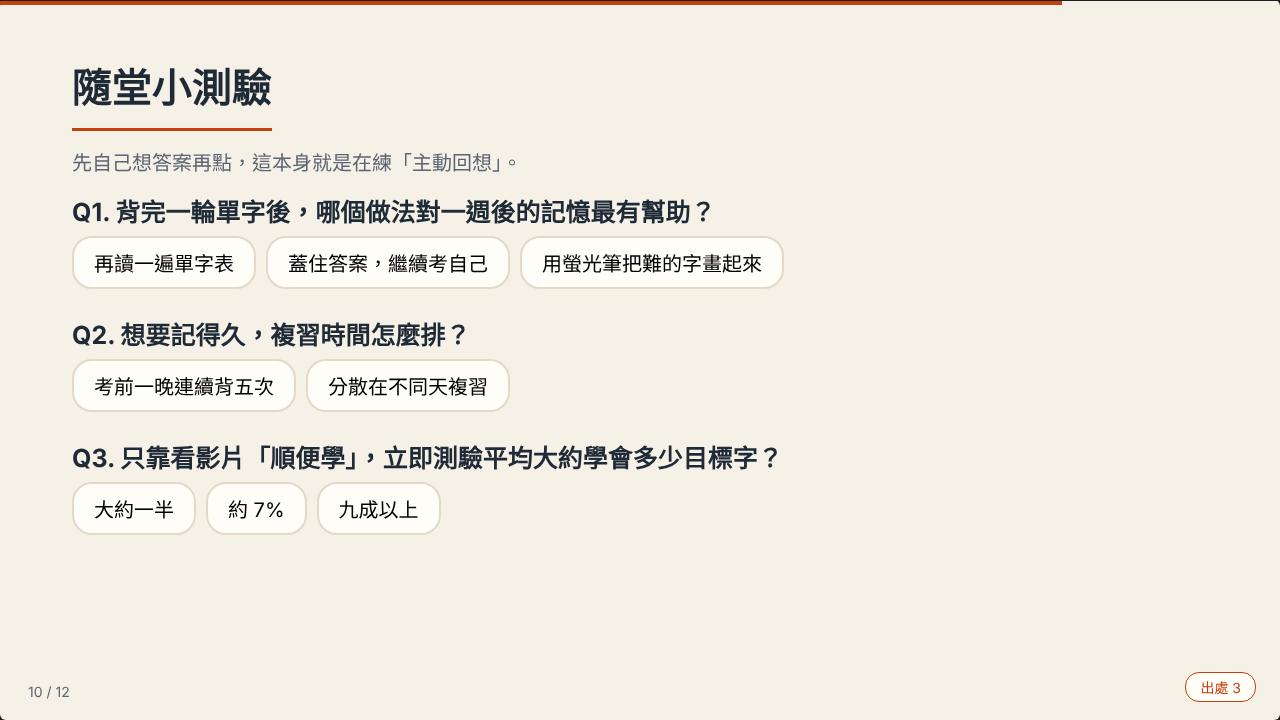 隨堂小測驗
先自己想答案再點，這本身就是在練「主動回想」。
Q1. 背完一輪單字後，哪個做法對一週後的記憶最有幫助？
再讀一遍單字表
蓋住答案，繼續考自己
用螢光筆把難的字畫起來
Q2. 想要記得久，複習時間怎麼排？
考前一晚連續背五次
分散在不同天複習
Q3. 只靠看影片「順便學」，立即測驗平均大約學會多少目標字？
大約一半
約 7%
九成以上
10 / 12
出處 3